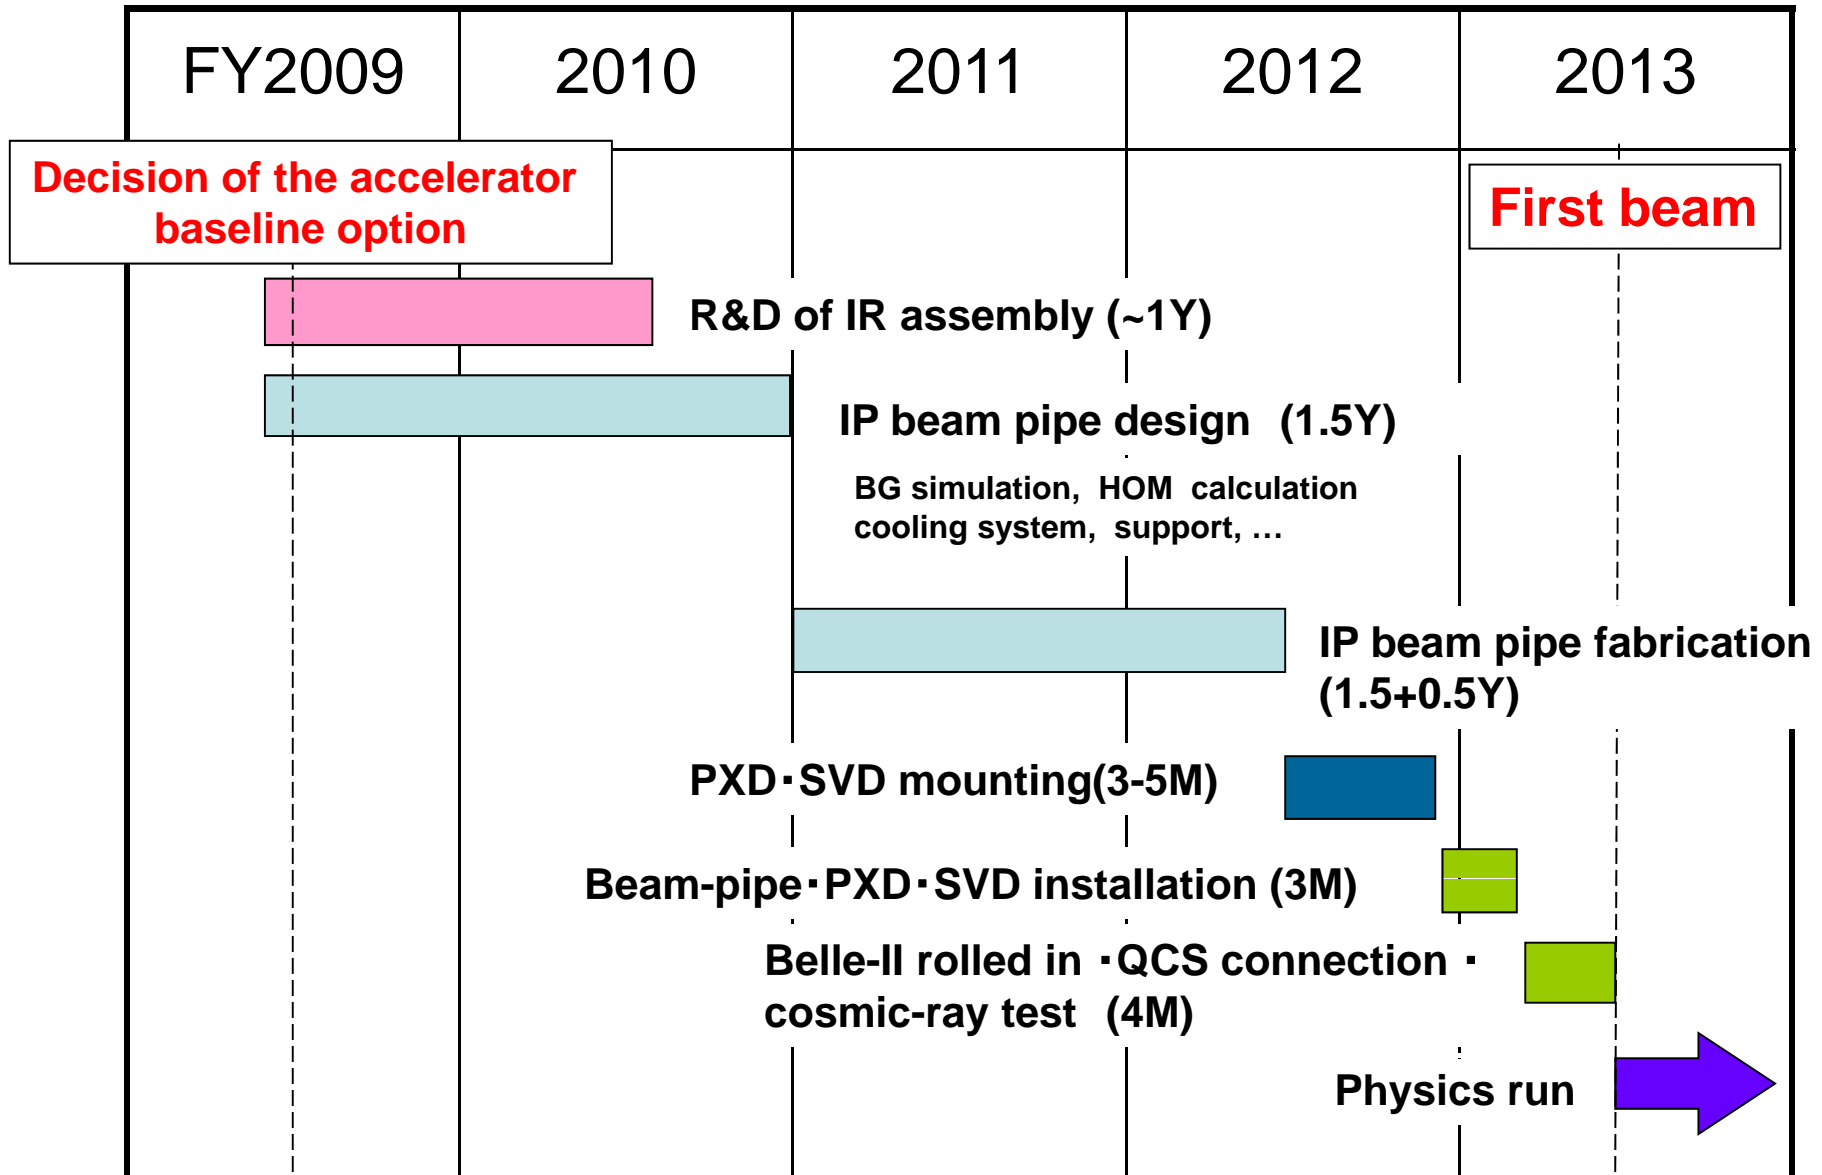 FY2009 2010 2011 2012 2013
Decision of the accelerator
baseline option
First beam
R&D of IR assembly (~1Y)
IP beam pipe design (1.5Y)
BG simulation, HOM calculation
cooling system, support, …
IP beam pipe fabrication
(1.5+0.5Y)
PXD・SVD mounting(3-5M)
Beam-pipe・PXD・SVD installation (3M)
Belle-II rolled in ・QCS connection ・
cosmic-ray test (4M)
Physics run